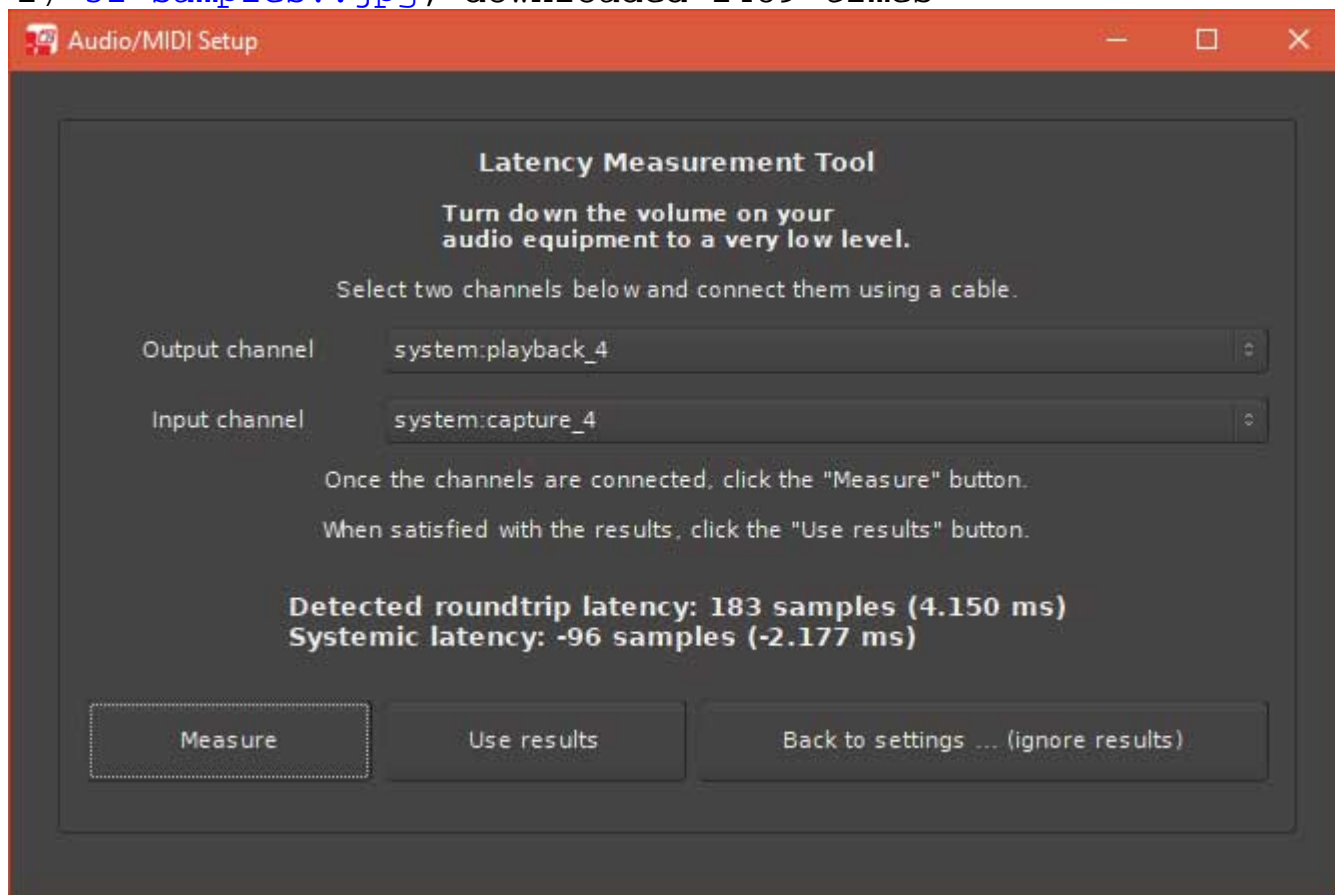 Audio/MIDI Setup
Latency Measurement Tool
Turn down the volume on your
audio equipment to a very low level.
Select two channels below and connect them using a cable.
Output channel system:playback_4
Input channel system:capture_4
Once the channels are connected, click the "Measure" button.
When satisfied with the results, click the "Use results" button.
Detected roundtrip latency: 183 samples (4.150 ms)
Systemic latency: -96 samples (-2.177 ms)
Measure Use results Back to settings ... (ignore results)